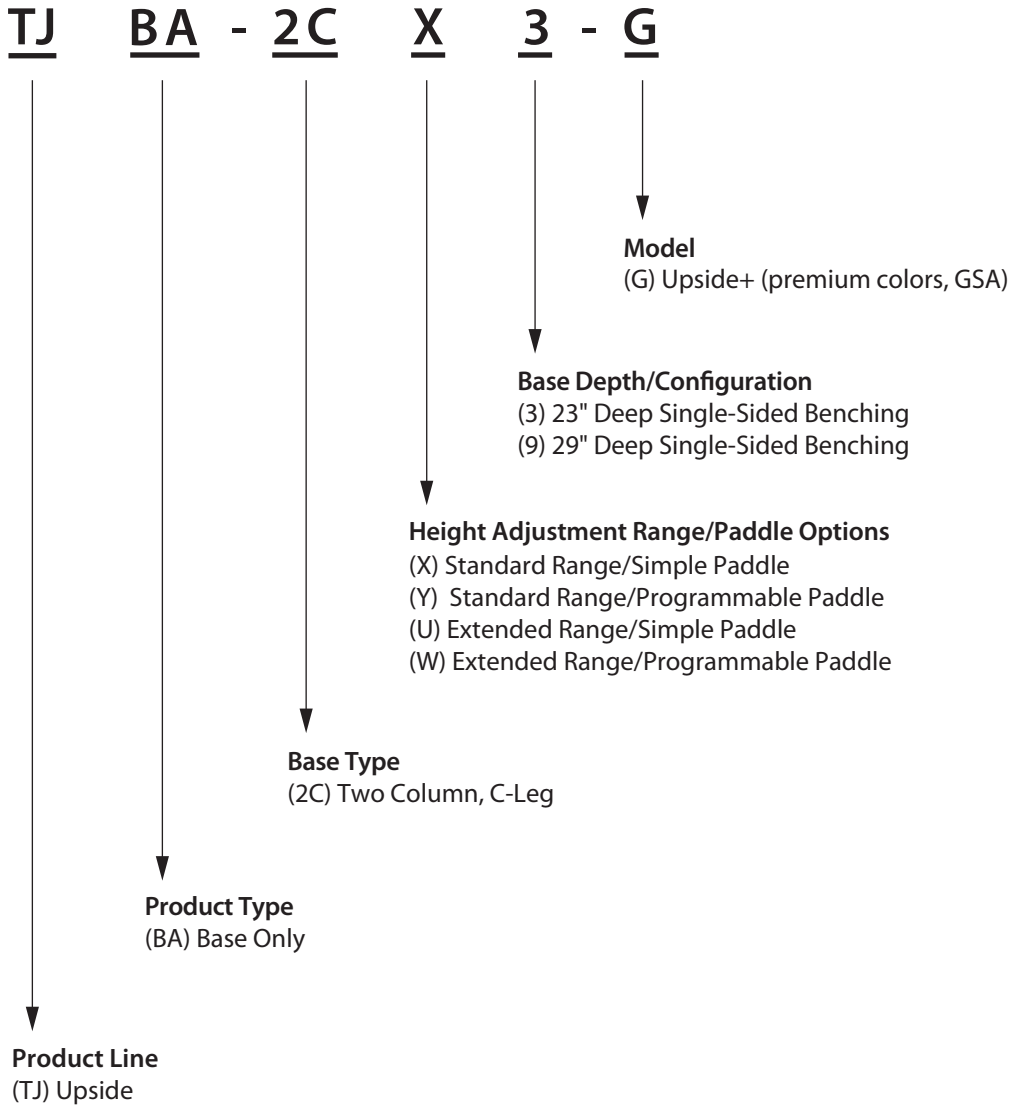 TJ BA - 2C X 3 - G
Model
(G) Upside+ (premium colors, GSA)
Base Depth/Configuration
(3) 23" Deep Single-Sided Benching
(9) 29" Deep Single-Sided Benching
Height Adjustment Range/Paddle Options
(X) Standard Range/Simple Paddle
(Y) Standard Range/Programmable Paddle
(U) Extended Range/Simple Paddle
(W) Extended Range/Programmable Paddle
Base Type
(2C) Two Column, C-Leg
Product Type
(BA) Base Only
Product Line
(TJ) Upside